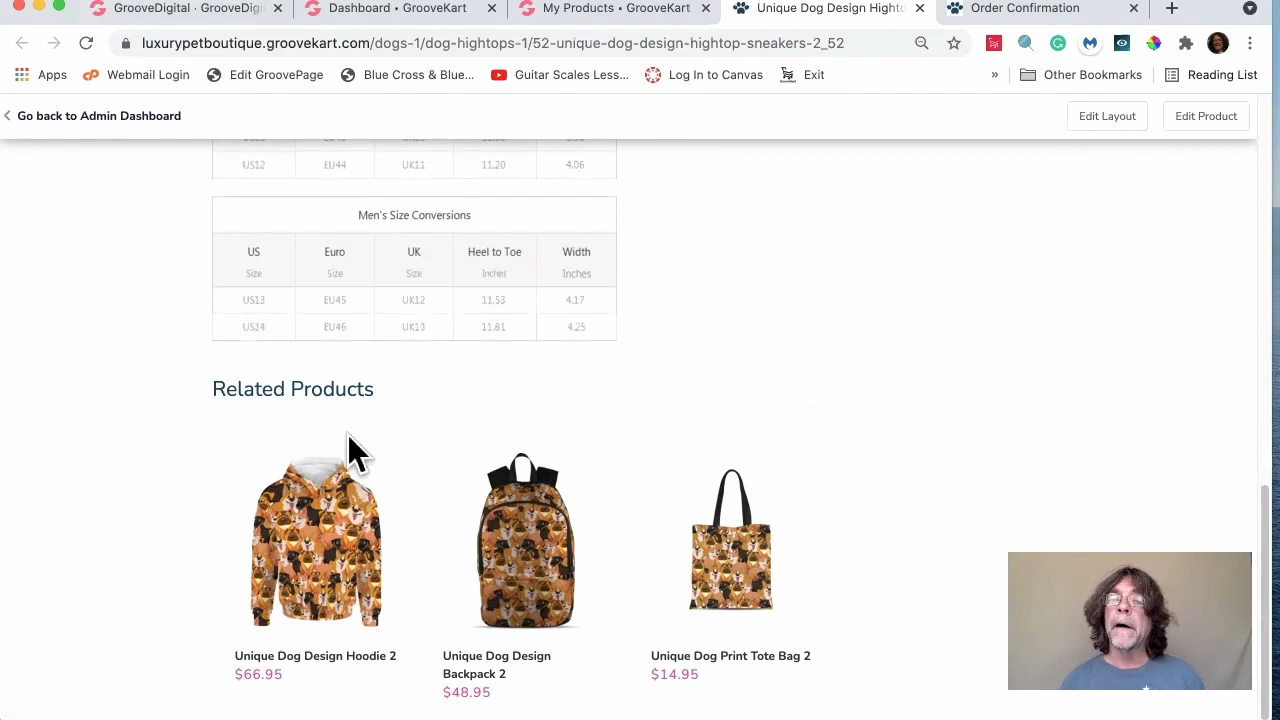 GrooveDigital · GrooveDigi
Dashboard • GrooveKart
My Products • GrooveKart
Unique Dog Design Highto
Order Confirmation
luxurypetboutique.groovekart.com/dogs-1/dog-hightops-1/52-unique-dog-design-hightop-sneakers-2_52
Apps
Webmail Login
Edit GroovePage
Blue Cross & Blue...
Guitar Scales Less...
Log In to Canvas
Exit
»
Other Bookmarks
Reading List
Go back to Admin Dashboard
Edit Layout
Edit Product
US12 EU44 UK11 11.20 4.06
Men's Size Conversions
US Euro UK Heel to Toe Width
Size Size Size Inches Inches
US13 EU45 UK12 11.53 4.17
US14 EU46 UK13 11.81 4.25
Related Products
Unique Dog Design Hoodie 2
$66.95
Unique Dog Design
Backpack 2
$48.95
Unique Dog Print Tote Bag 2
$14.95